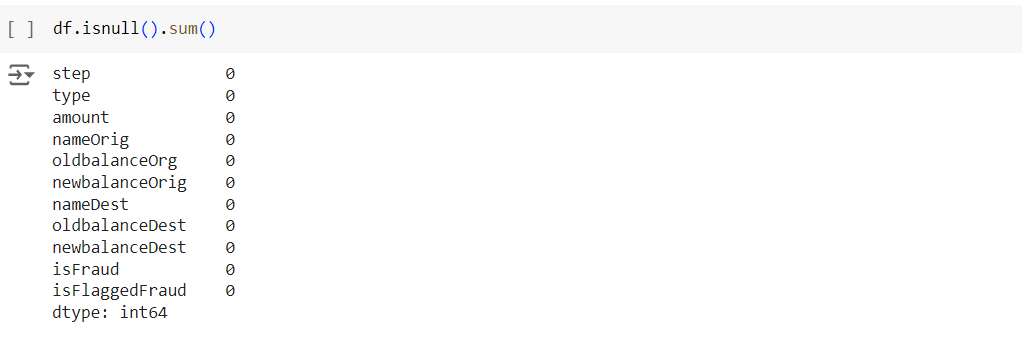 [ ] df.isnull().sum()
step 0
type 0
amount 0
nameOrig 0
oldbalanceOrg 0
newbalanceOrig 0
nameDest 0
oldbalanceDest 0
newbalanceDest 0
isFraud 0
isFlaggedFraud 0
dtype: int64